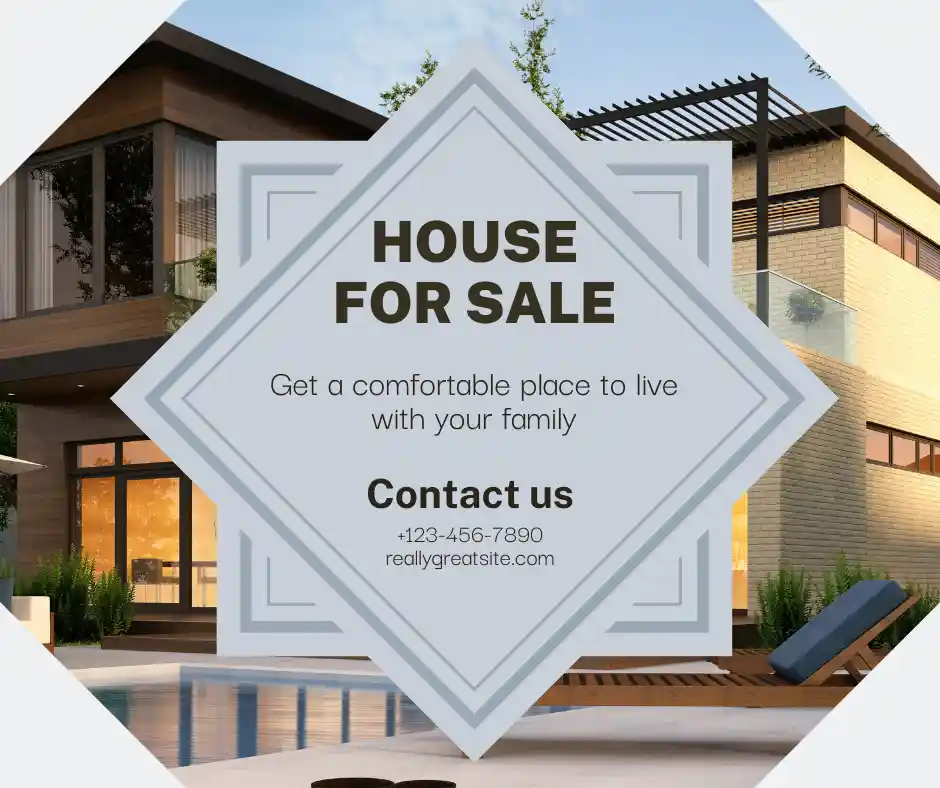 HOUSE
FOR SALE
Get a comfortable place to live
with your family
Contact us
+123-456-7890
reallygreatsite.com